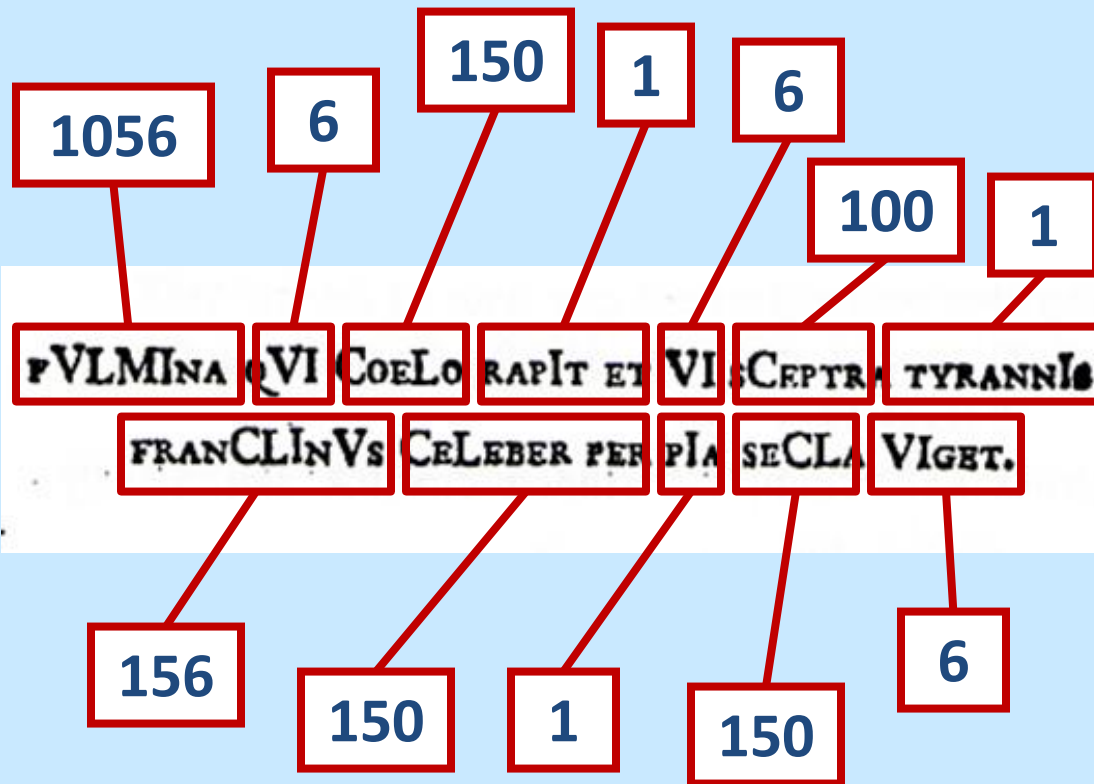 1056 6 150 1 6 100 1
FVLMINA QVI COELO RAPIT ET VI SCEPTRA TYRANNIS
FRANCLINVS CELEBER PER PIA SECLA VIGET.
156 150 1 150 6